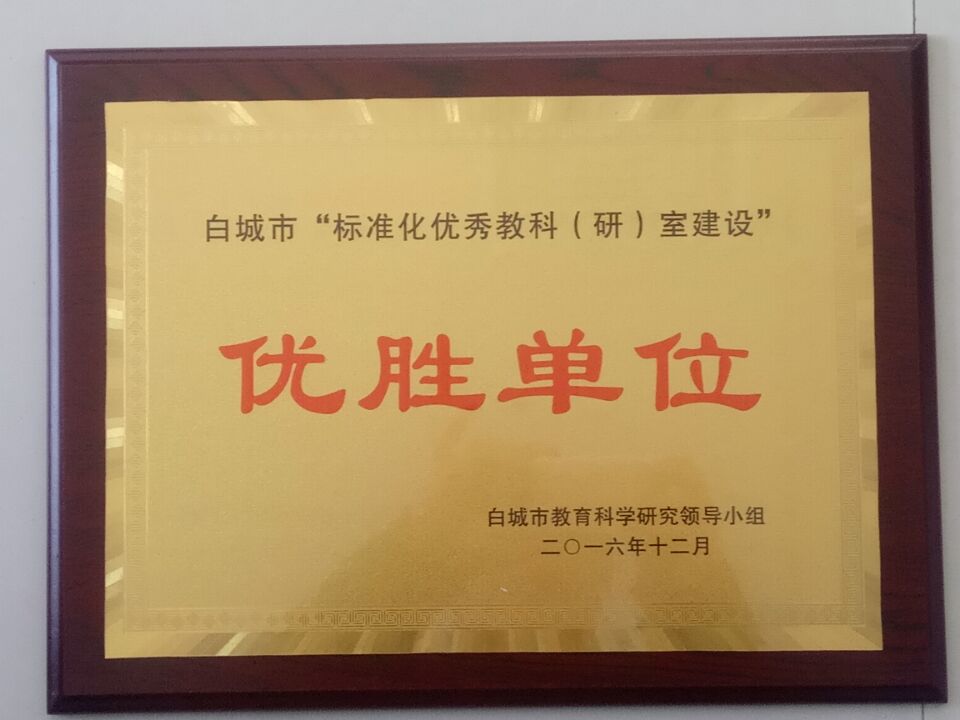 白城市“标准化优秀教科（研）室建设”
优胜单位
白城市教育科学研究领导小组
二〇一六年十二月